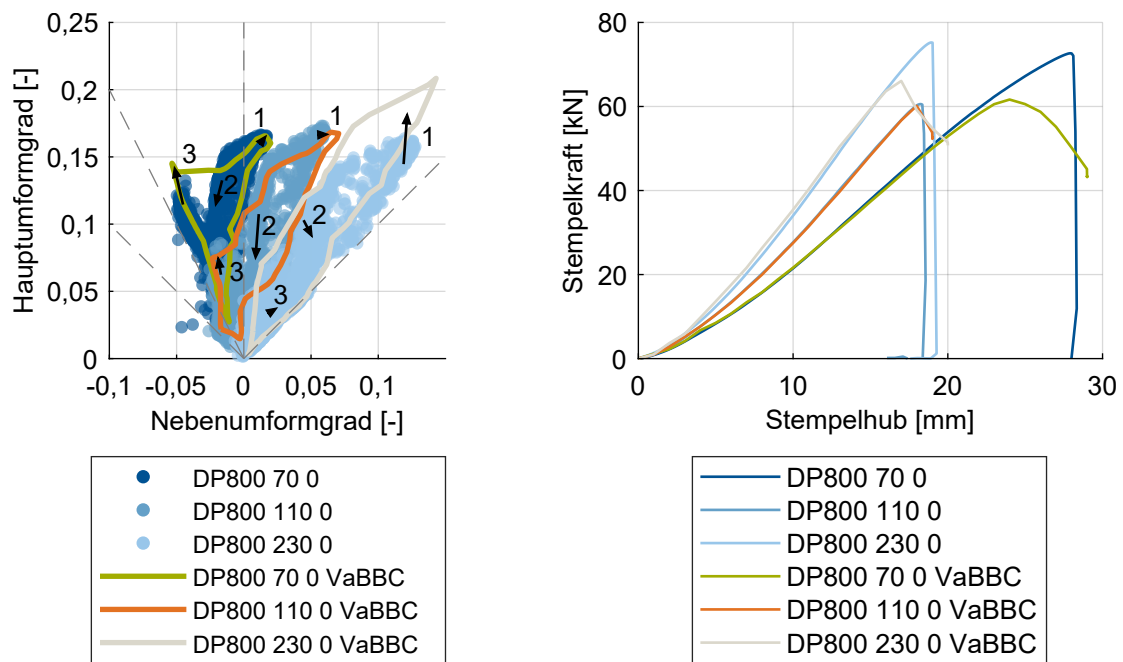 0,25
0,2
0,15
0,1
0,05
0
Hauptumformgrad [-]
1
1
1
2
3
2
2
3
3
-0,1
-0,05
0
0,05
0,1
Nebenumformgrad [-]
DP800 70 0
DP800 110 0
DP800 230 0
DP800 70 0 VaBBC
DP800 110 0 VaBBC
DP800 230 0 VaBBC
80
60
40
20
0
Stempelkraft [kN]
0
10
20
30
Stempelhub [mm]
DP800 70 0
DP800 110 0
DP800 230 0
DP800 70 0 VaBBC
DP800 110 0 VaBBC
DP800 230 0 VaBBC